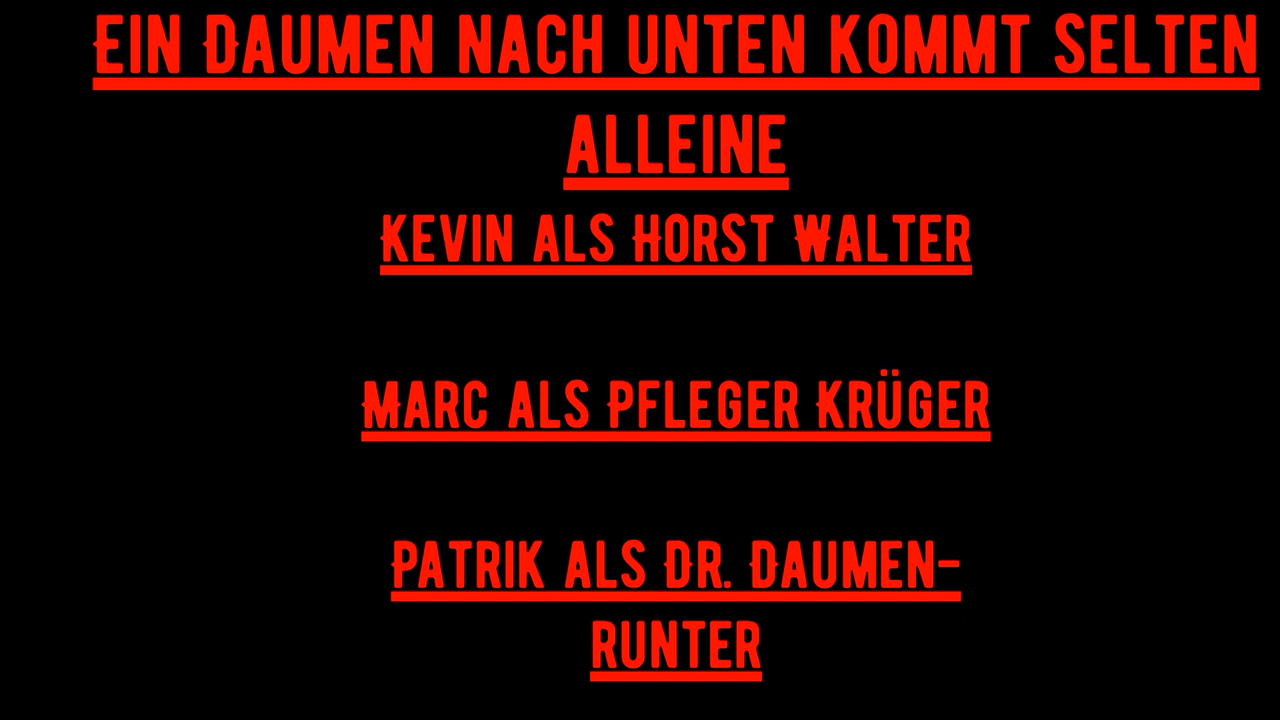 Ein Daumen nach unten kommt selten
alleine
Kevin als Horst Walter
Marc als Pfleger Krüger
Patrik als Dr. Daumen-
runter